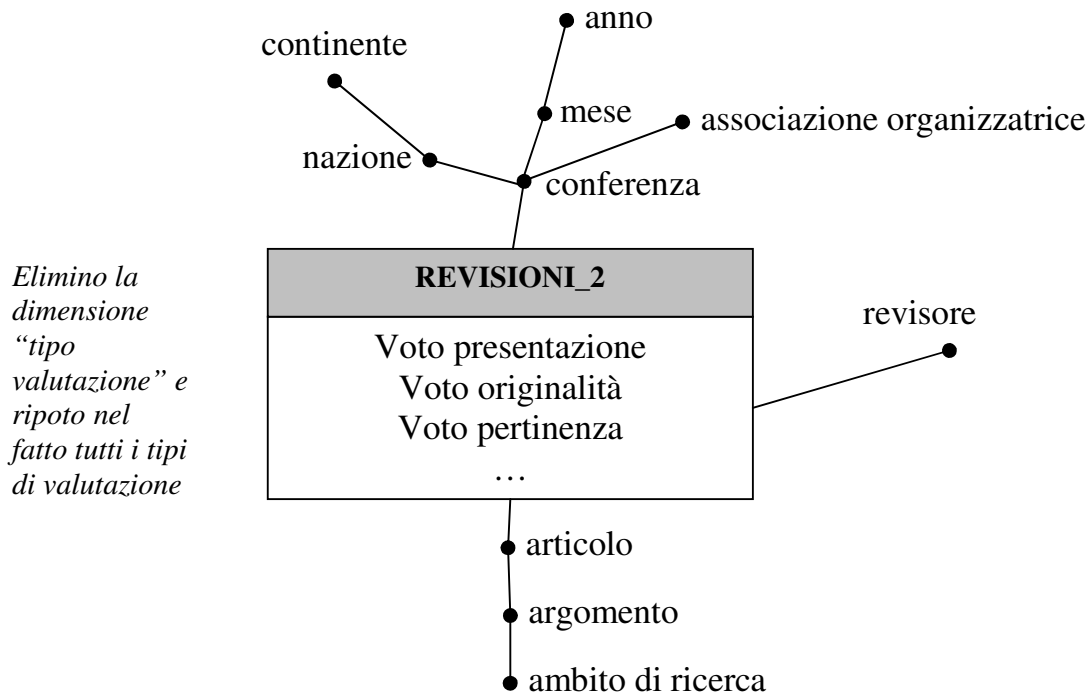 anno
continente
mese
associazione organizzatrice
nazione
conferenza
REVISIONI_2
Elimino la
dimensione
“tipo
valutazione” e
ripoto nel
fatto tutti i tipi
di valutazione
Voto presentazione
Voto originalità
Voto pertinenza
…
revisore
articolo
argomento
ambito di ricerca